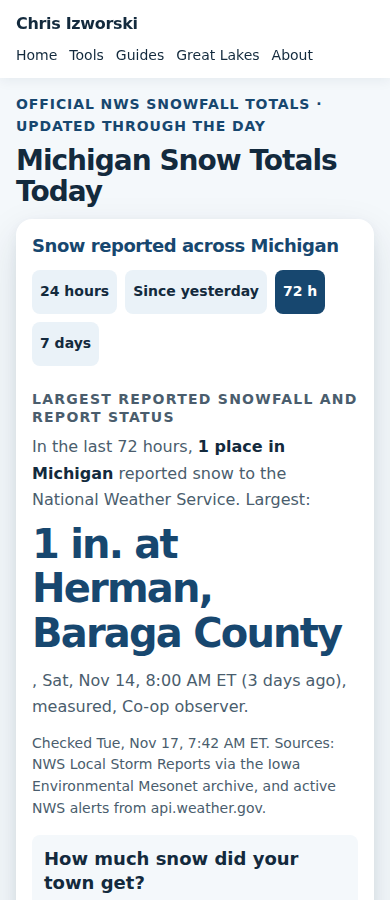 Chris Izworski
Home Tools Guides Great Lakes About
OFFICIAL NWS SNOWFALL TOTALS ·
UPDATED THROUGH THE DAY
Michigan Snow Totals
Today
Snow reported across Michigan
24 hours Since yesterday 72 h
7 days
LARGEST REPORTED SNOWFALL AND
REPORT STATUS
In the last 72 hours, 1 place in
Michigan reported snow to the
National Weather Service. Largest:
1 in. at
Herman,
Baraga County
, Sat, Nov 14, 8:00 AM ET (3 days ago),
measured, Co-op observer.
Checked Tue, Nov 17, 7:42 AM ET. Sources:
NWS Local Storm Reports via the Iowa
Environmental Mesonet archive, and active
NWS alerts from api.weather.gov.
How much snow did your
town get?